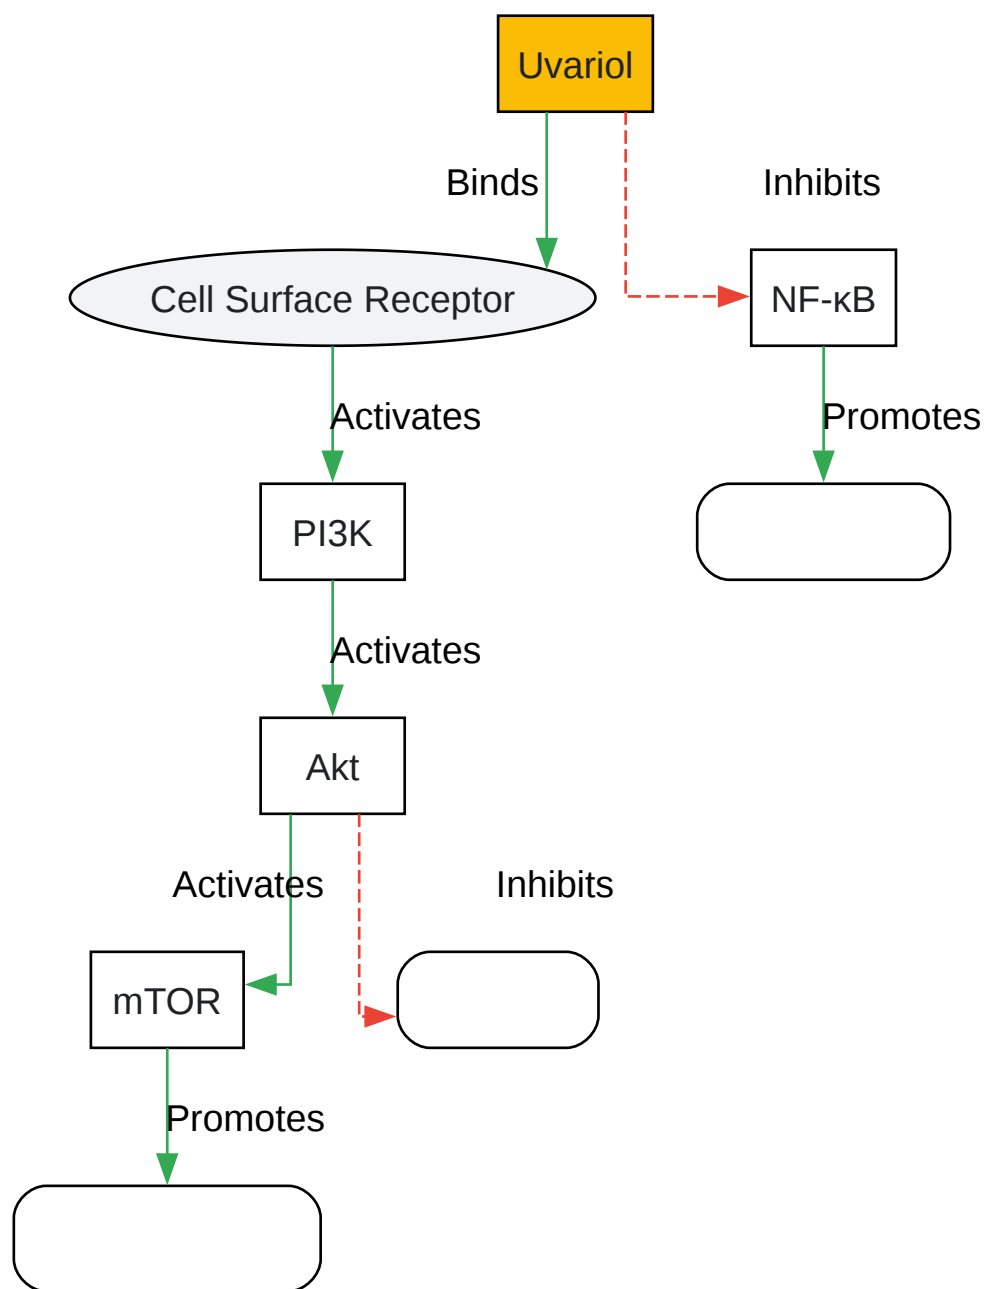 Uvariol
Binds
Inhibits
Cell Surface Receptor
NF-κB
Activates
Promotes
PI3K
Activates
Akt
Activates
Inhibits
mTOR
Promotes